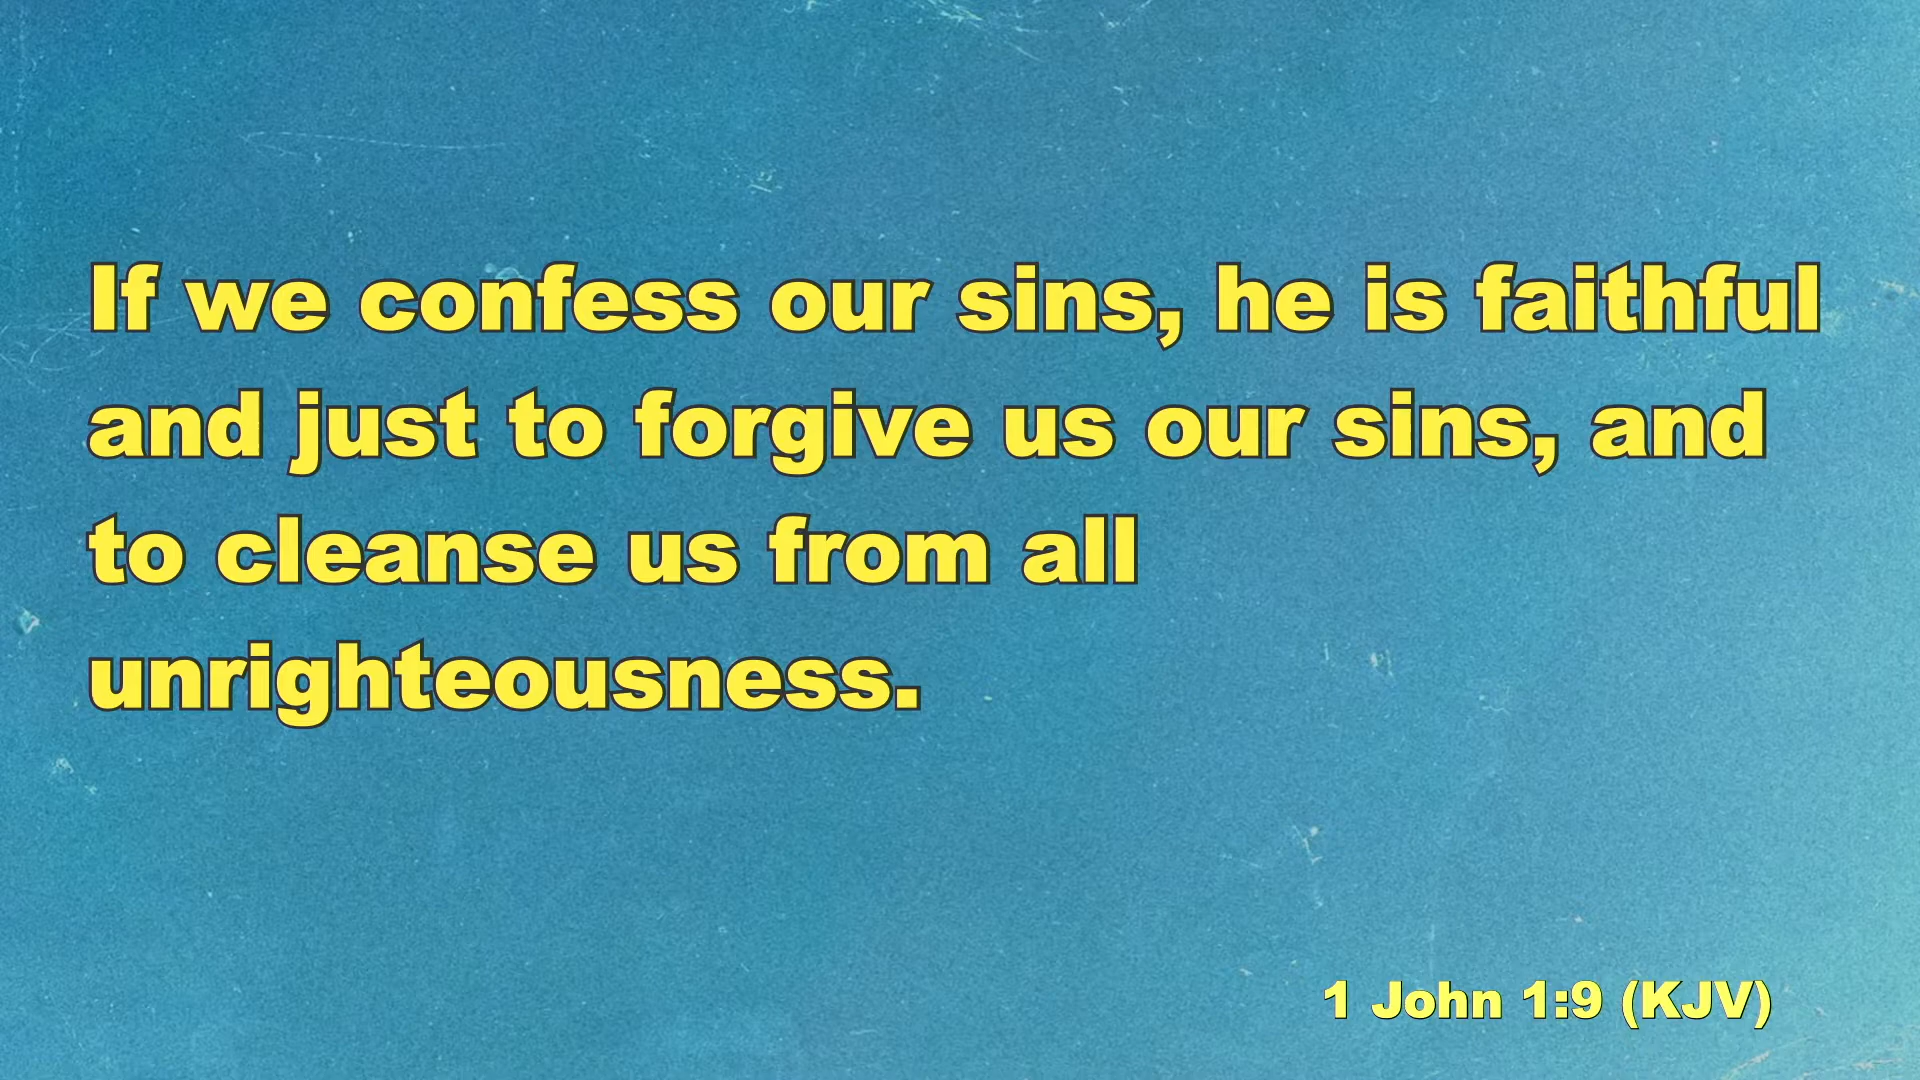 If we confess our sins, he is faithful
and just to forgive us our sins, and
to cleanse us from all
unrighteousness.
1 John 1:9 (KJV)